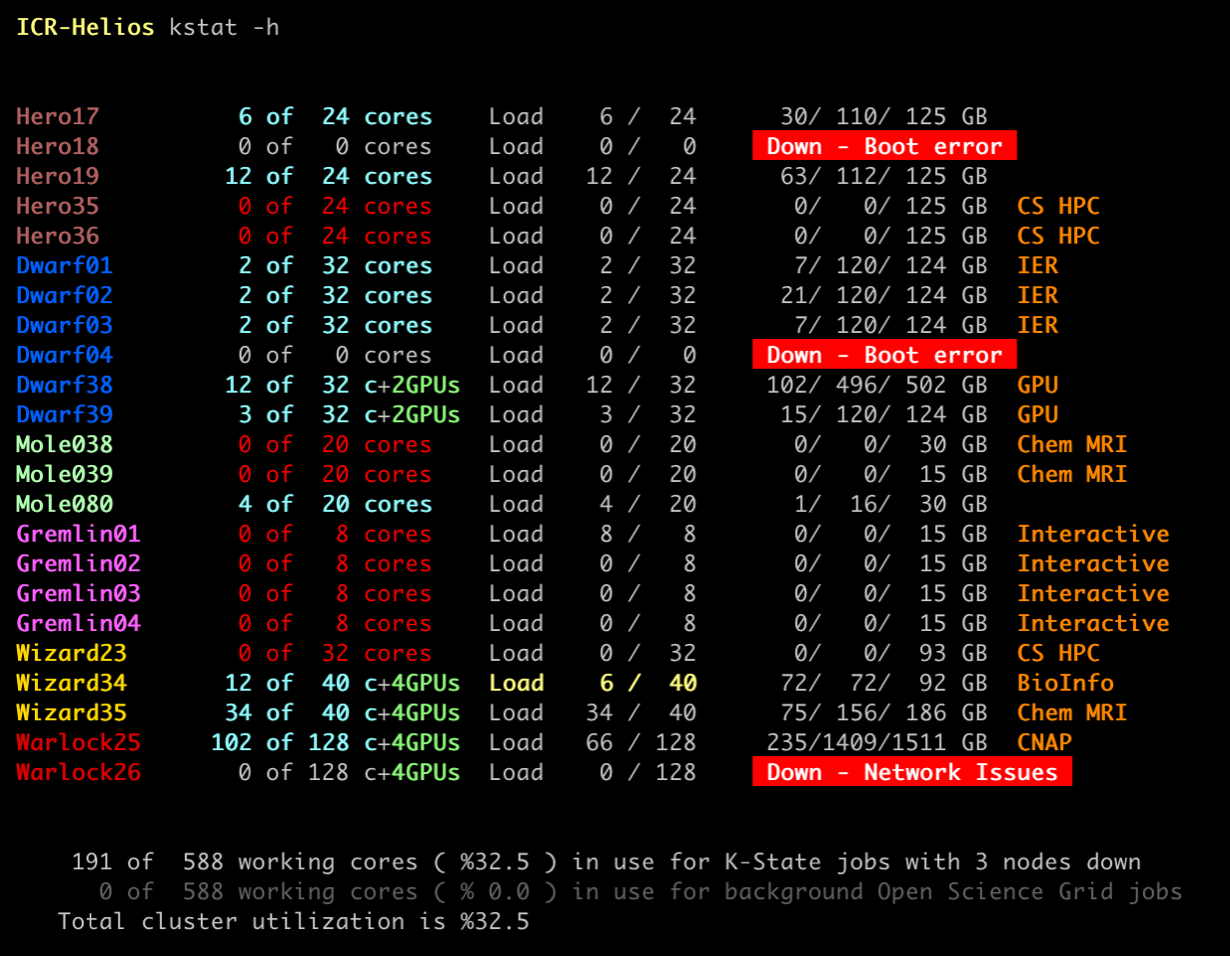 ICR-Helios kstat -h
Hero17 6 of 24 cores Load 6 / 24 30/ 110/ 125 GB
Hero18 0 of 0 cores Load 0 / 0 Down - Boot error
Hero19 12 of 24 cores Load 12 / 24 63/ 112/ 125 GB
Hero35 0 of 24 cores Load 0 / 24 0/ 0/ 125 GB CS HPC
Hero36 0 of 24 cores Load 0 / 24 0/ 0/ 125 GB CS HPC
Dwarf01 2 of 32 cores Load 2 / 32 7/ 120/ 124 GB IER
Dwarf02 2 of 32 cores Load 2 / 32 21/ 120/ 124 GB IER
Dwarf03 2 of 32 cores Load 2 / 32 7/ 120/ 124 GB IER
Dwarf04 0 of 0 cores Load 0 / 0 Down - Boot error
Dwarf38 12 of 32 c+2GPUs Load 12 / 32 102/ 496/ 502 GB GPU
Dwarf39 3 of 32 c+2GPUs Load 3 / 32 15/ 120/ 124 GB GPU
Mole038 0 of 20 cores Load 0 / 20 0/ 0/ 30 GB Chem MRI
Mole039 0 of 20 cores Load 0 / 20 0/ 0/ 15 GB Chem MRI
Mole080 4 of 20 cores Load 4 / 20 1/ 16/ 30 GB
Gremlin01 0 of 8 cores Load 8 / 8 0/ 0/ 15 GB Interactive
Gremlin02 0 of 8 cores Load 0 / 8 0/ 0/ 15 GB Interactive
Gremlin03 0 of 8 cores Load 0 / 8 0/ 0/ 15 GB Interactive
Gremlin04 0 of 8 cores Load 0 / 8 0/ 0/ 15 GB Interactive
Wizard23 0 of 32 cores Load 0 / 32 0/ 0/ 93 GB CS HPC
Wizard34 12 of 40 c+4GPUs Load 6 / 40 72/ 72/ 92 GB BioInfo
Wizard35 34 of 40 c+4GPUs Load 34 / 40 75/ 156/ 186 GB Chem MRI
Warlock25 102 of 128 c+4GPUs Load 66 / 128 235/1409/1511 GB CNAP
Warlock26 0 of 128 c+4GPUs Load 0 / 128 Down - Network Issues
191 of 588 working cores ( %32.5 ) in use for K-State jobs with 3 nodes down
0 of 588 working cores ( % 0.0 ) in use for background Open Science Grid jobs
Total cluster utilization is %32.5